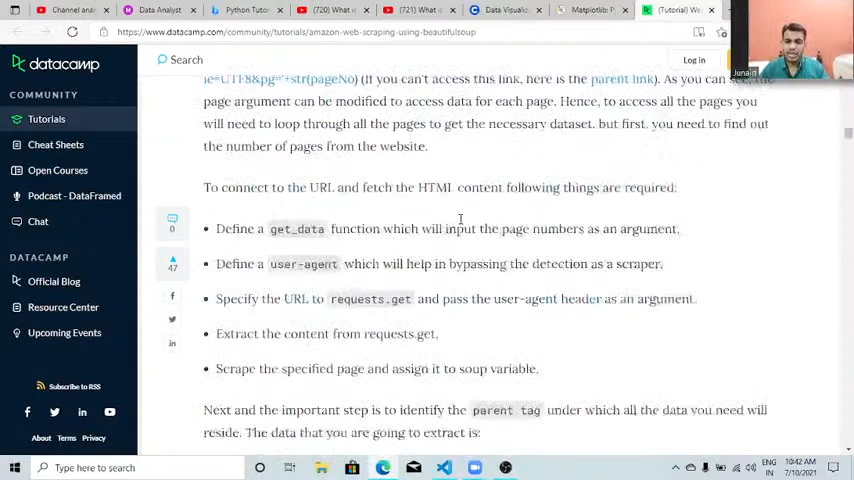 Channel ana
Data Analyst
Python Tutor
(720) What i
(721) What i
Data Visualiz
Matplotlib: P
(Tutorial) We
https://www.datacamp.com/community/tutorials/amazon-web-scraping-using-beautifulsoup
datacamp
Search
Log in
Junaid
COMMUNITY
Tutorials
Cheat Sheets
Open Courses
Podcast - DataFramed
Chat
DATACAMP
Official Blog
Resource Center
Upcoming Events
Subscribe to RSS
About Terms Privacy
0
47
ie=UTF8&pg='+str(pageNo) (If you can't access this link, here is the parent link). As you can see, the
page argument can be modified to access data for each page. Hence, to access all the pages you
will need to loop through all the pages to get the necessary dataset, but first, you need to find out
the number of pages from the website.
To connect to the URL and fetch the HTML content following things are required:
• Define a get_data function which will input the page numbers as an argument,
• Define a user-agent which will help in bypassing the detection as a scraper,
• Specify the URL to requests.get and pass the user-agent header as an argument,
• Extract the content from requests.get,
• Scrape the specified page and assign it to soup variable,
Next and the important step is to identify the parent tag under which all the data you need will
reside. The data that you are going to extract is:
Type here to search
ENG
IN
10:42 AM
7/10/2021